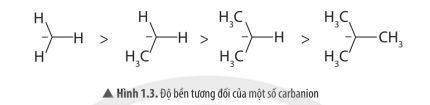 H H H₃C H₃C
⁻ H > ⁻ H > ⁻ H > ⁻ CH₃
H H₃C H₃C H₃C
▲ Hình 1.3. Độ bền tương đối của một số carbanion